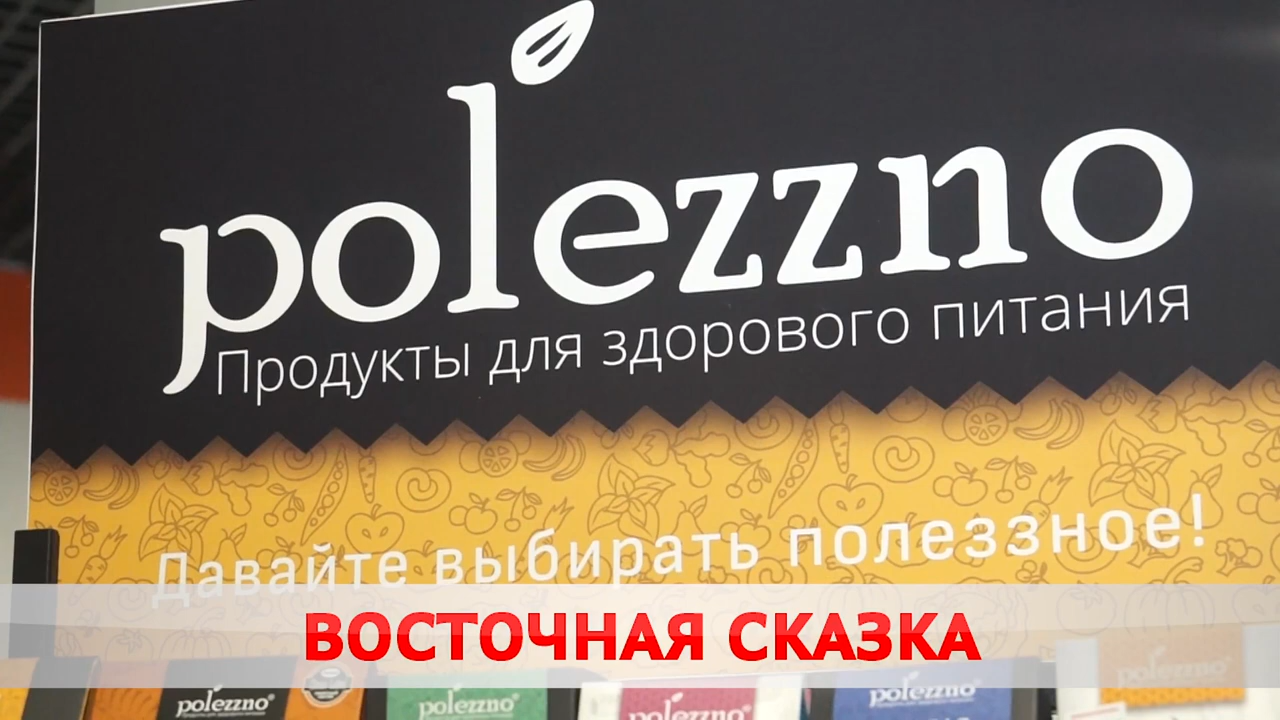 polezzno
Продукты для здорового питания
Давайте выбирать полеззное!
ВОСТОЧНАЯ СКАЗКА
polezzno®
polezzno®
polezzno®
polezzno®
polezzno